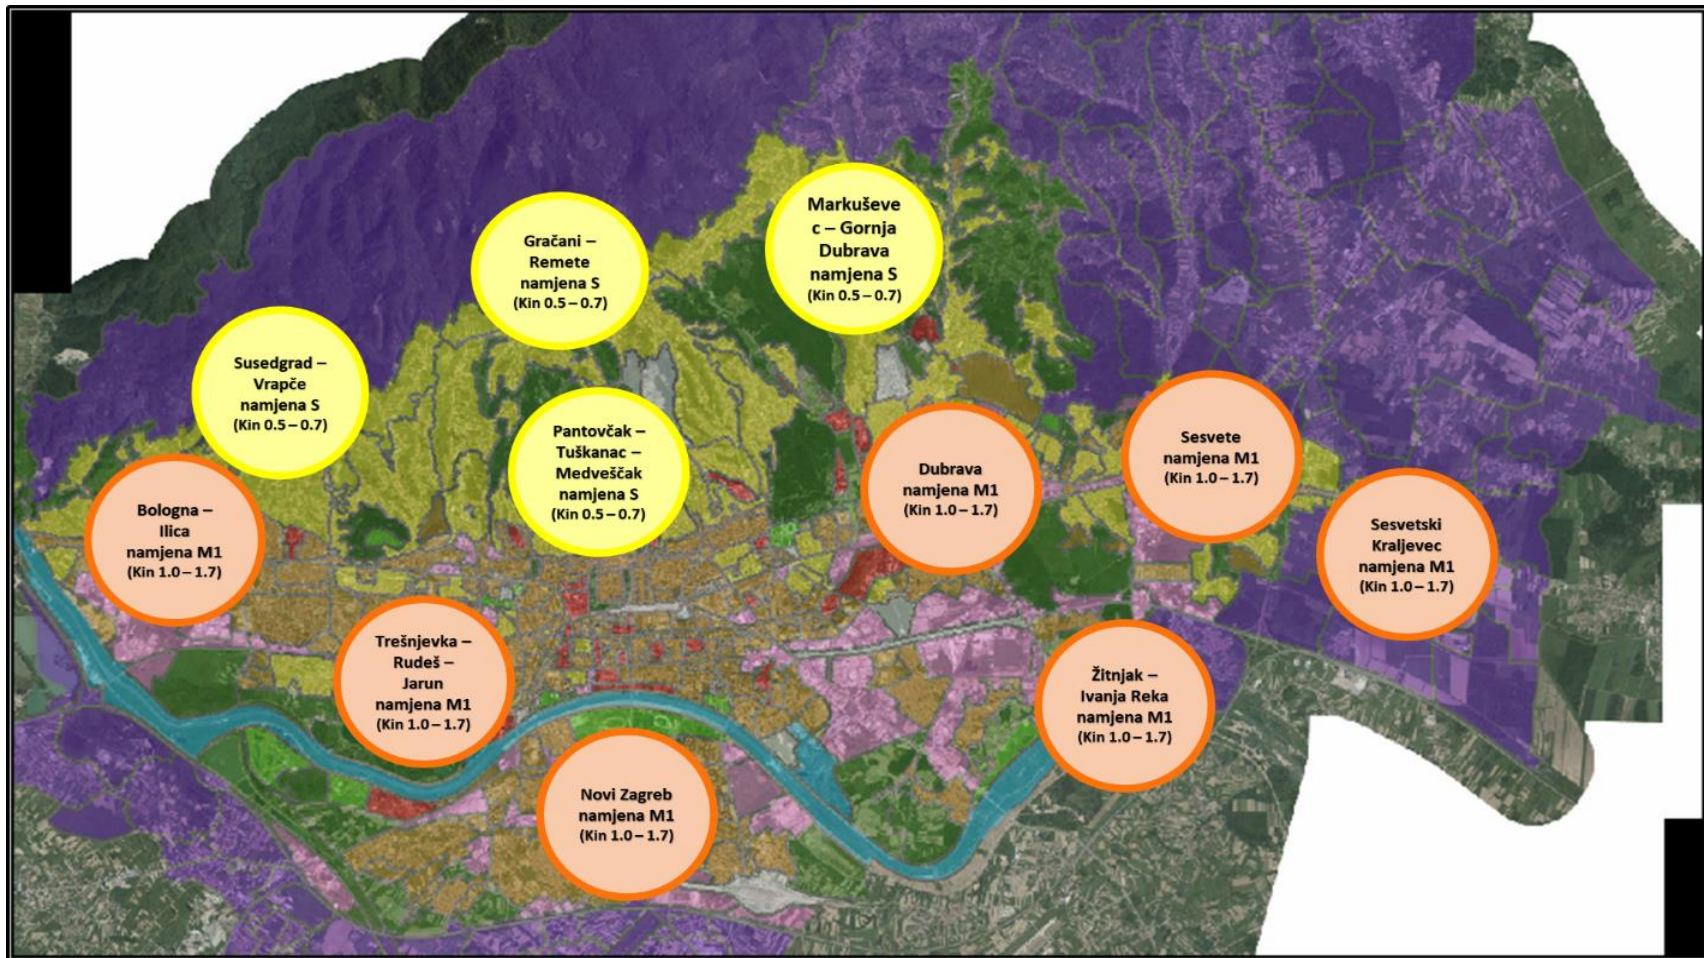 Markuševe
c – Gornja
Dubrava
namjena S
(Kin 0.5 – 0.7)
Gračani –
Remete
namjena S
(Kin 0.5 – 0.7)
Susedgrad –
Vrapče
namjena S
(Kin 0.5 – 0.7)
Pantovčak –
Tuškanac –
Medveščak
namjena S
(Kin 0.5 – 0.7)
Dubrava
namjena M1
(Kin 1.0 – 1.7)
Sesvete
namjena M1
(Kin 1.0 – 1.7)
Sesvetski
Kraljevec
namjena M1
(Kin 1.0 – 1.7)
Bologna –
Ilica
namjena M1
(Kin 1.0 – 1.7)
Trešnjevka –
Rudeš –
Jarun
namjena M1
(Kin 1.0 – 1.7)
Žitnjak –
Ivanja Reka
namjena M1
(Kin 1.0 – 1.7)
Novi Zagreb
namjena M1
(Kin 1.0 – 1.7)